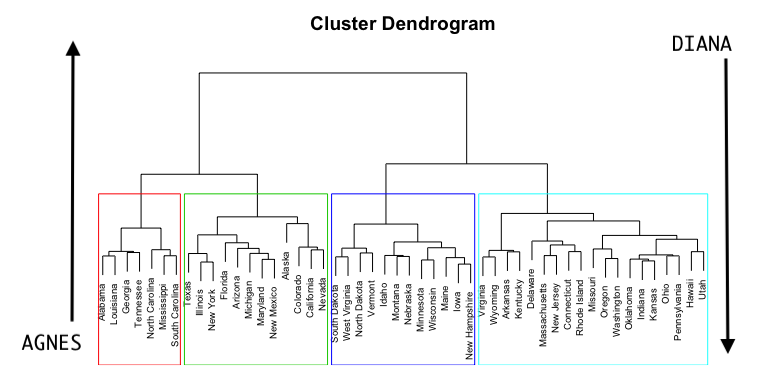 Cluster Dendrogram
DIANA
AGNES
Alabama
Louisiana
Georgia
Tennessee
North Carolina
Mississippi
South Carolina
Texas
Illinois
New York
Florida
Arizona
Michigan
Maryland
New Mexico
Alaska
Colorado
California
Nevada
South Dakota
West Virginia
North Dakota
Vermont
Idaho
Montana
Nebraska
Minnesota
Wisconsin
Maine
Iowa
New Hampshire
Virginia
Wyoming
Arkansas
Kentucky
Delaware
Massachusetts
New Jersey
Connecticut
Rhode Island
Missouri
Oregon
Washington
Oklahoma
Indiana
Kansas
Ohio
Pennsylvania
Hawaii
Utah